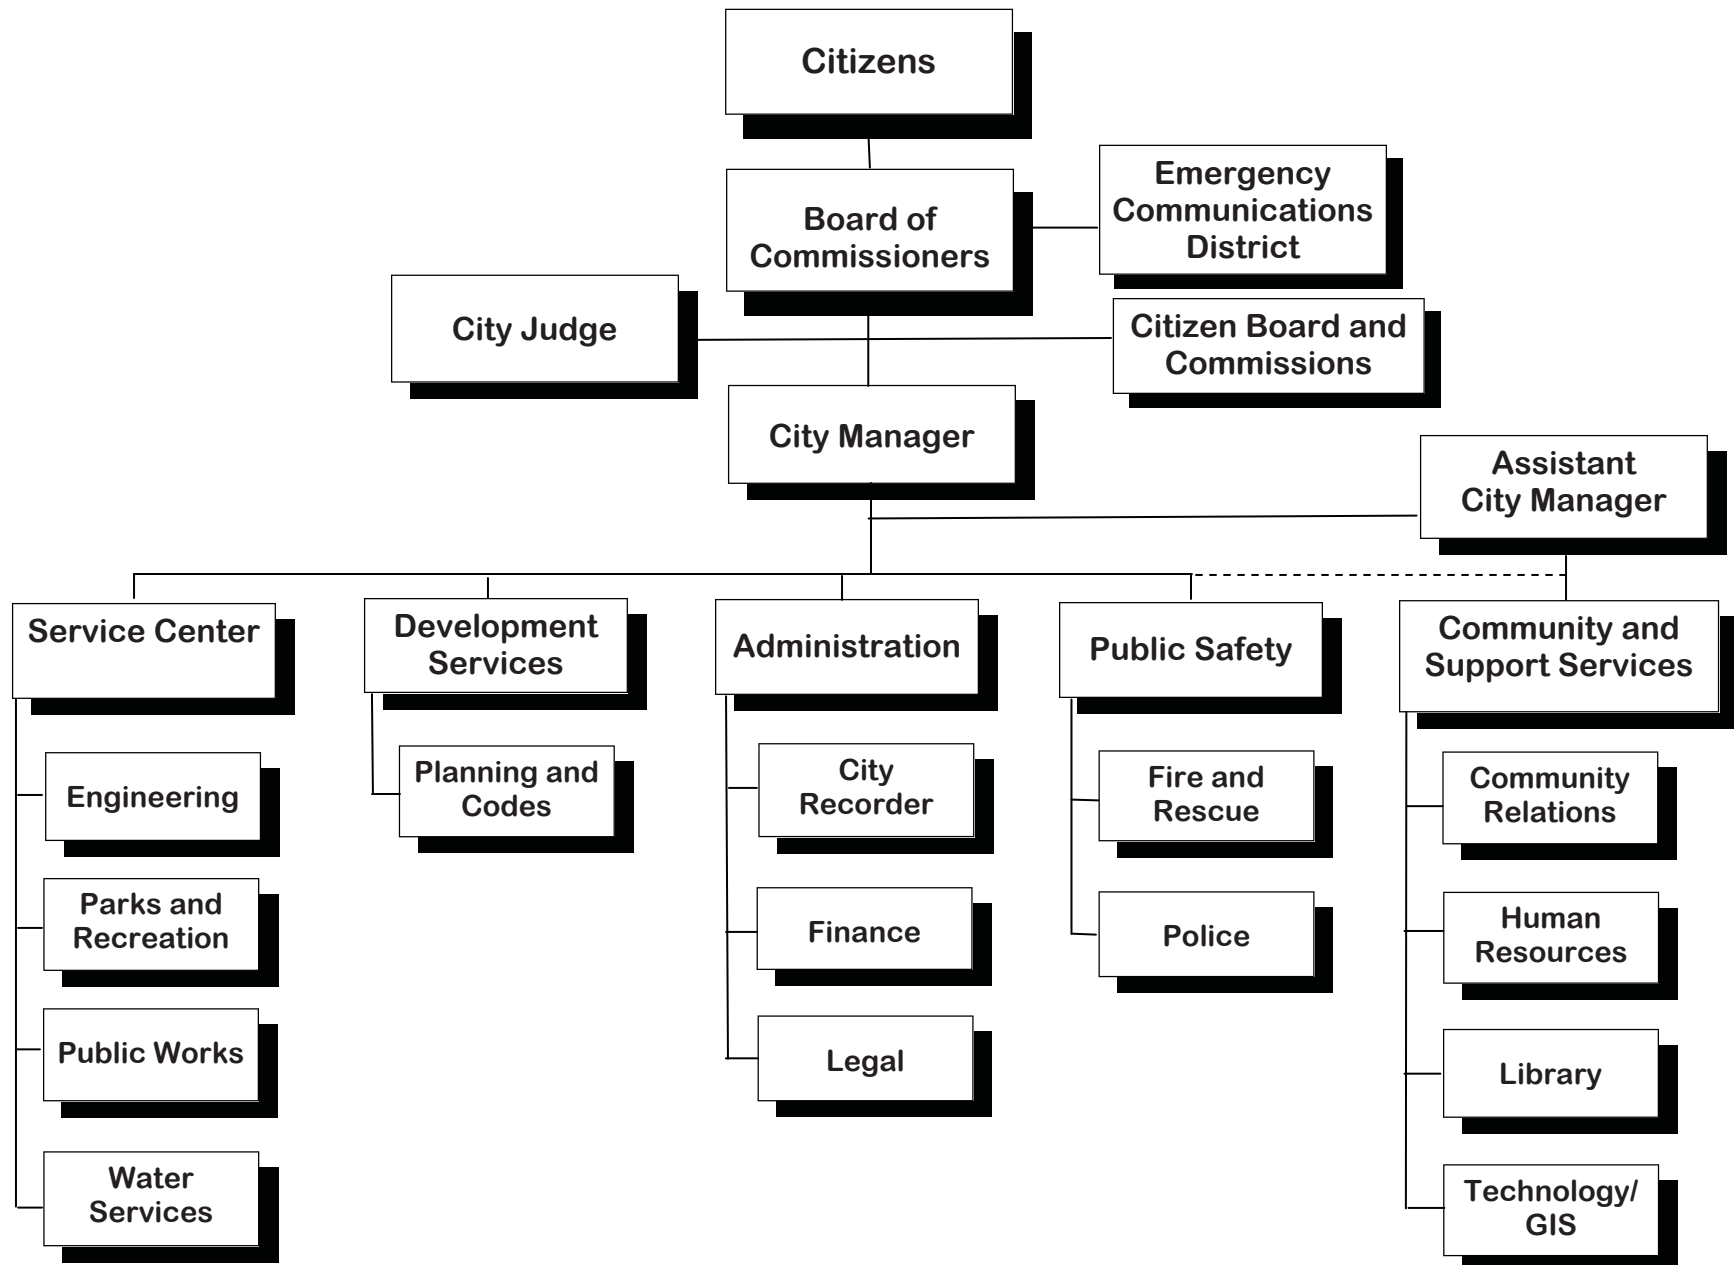 Citizens
Board of
Commissioners
Emergency
Communications
District
City Judge
Citizen Board and
Commissions
City Manager
Assistant
City Manager
Service Center
Development
Services
Administration
Public Safety
Community and
Support Services
Engineering
Parks and
Recreation
Public Works
Water
Services
Planning and
Codes
City
Recorder
Finance
Legal
Fire and
Rescue
Police
Community
Relations
Human
Resources
Library
Technology/
GIS